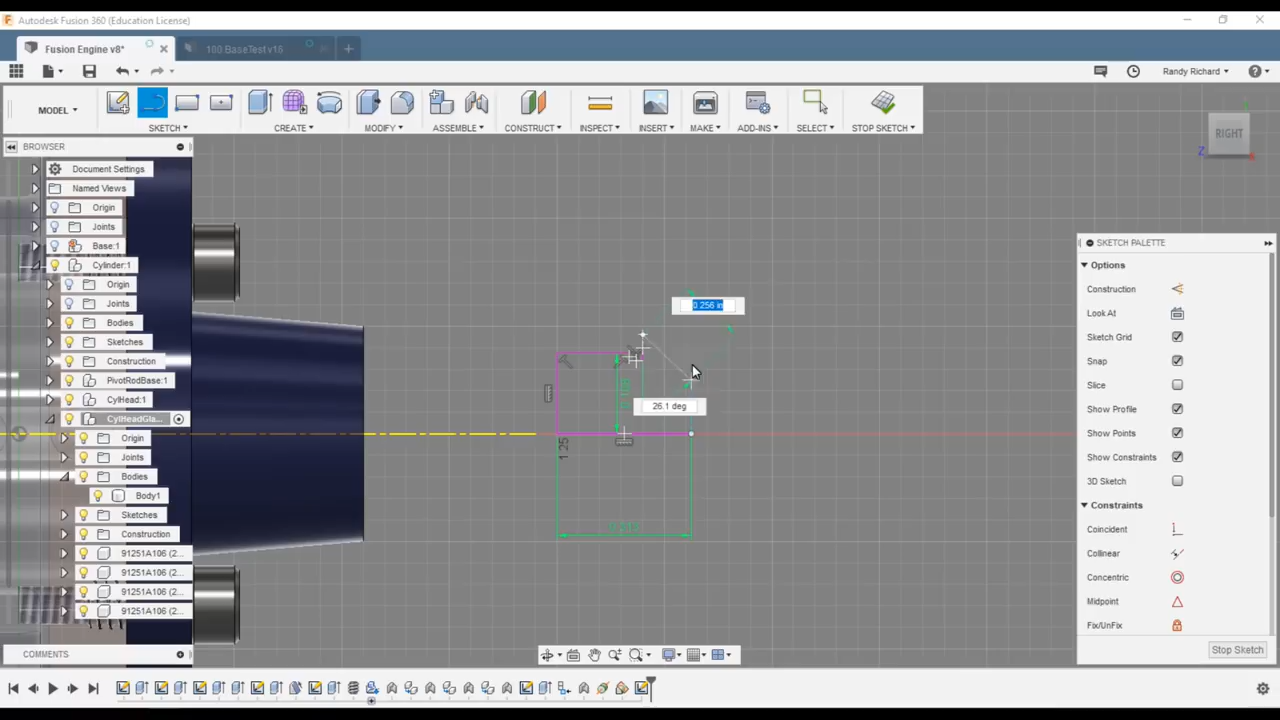 Autodesk Fusion 360 (Education License)
Fusion Engine v8*
100 BaseTest v16
Randy Richard
MODEL
SKETCH
CREATE
MODIFY
ASSEMBLE
CONSTRUCT
INSPECT
INSERT
MAKE
ADD-INS
SELECT
STOP SKETCH
BROWSER
Document Settings
Named Views
Origin
Joints
Base:1
Cylinder:1
Origin
Joints
Bodies
Sketches
Construction
PivotRodBase:1
CylHead:1
CylHeadGla...
Origin
Joints
Bodies
Body1
Sketches
Construction
91251A106 (2...
91251A106 (2...
91251A106 (2...
91251A106 (2...
COMMENTS
RIGHT
Z
0.256 in
26.1 deg
.125
SKETCH PALETTE
Options
Construction
Look At
Sketch Grid
Snap
Slice
Show Profile
Show Points
Show Constraints
3D Sketch
Constraints
Coincident
Collinear
Concentric
Midpoint
Fix/UnFix
Stop Sketch